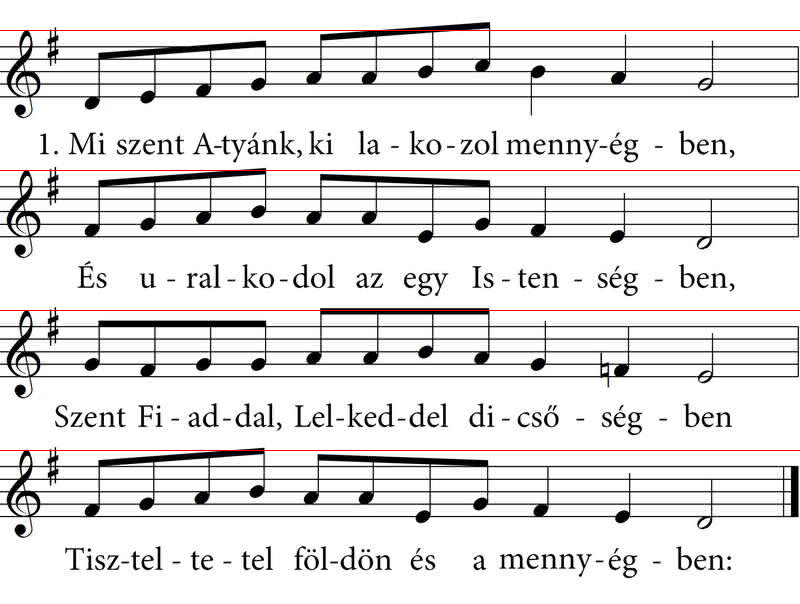 1. Mi szent A-tyánk, ki la - ko - zol menny-ég - ben,
És u - ral - ko - dol az egy Is - ten - ség - ben,
Szent Fi - ad - dal, Lel-ked-del di - cső - ség - ben
Tisz-tel - te - tel föl-dön és a menny-ég - ben: